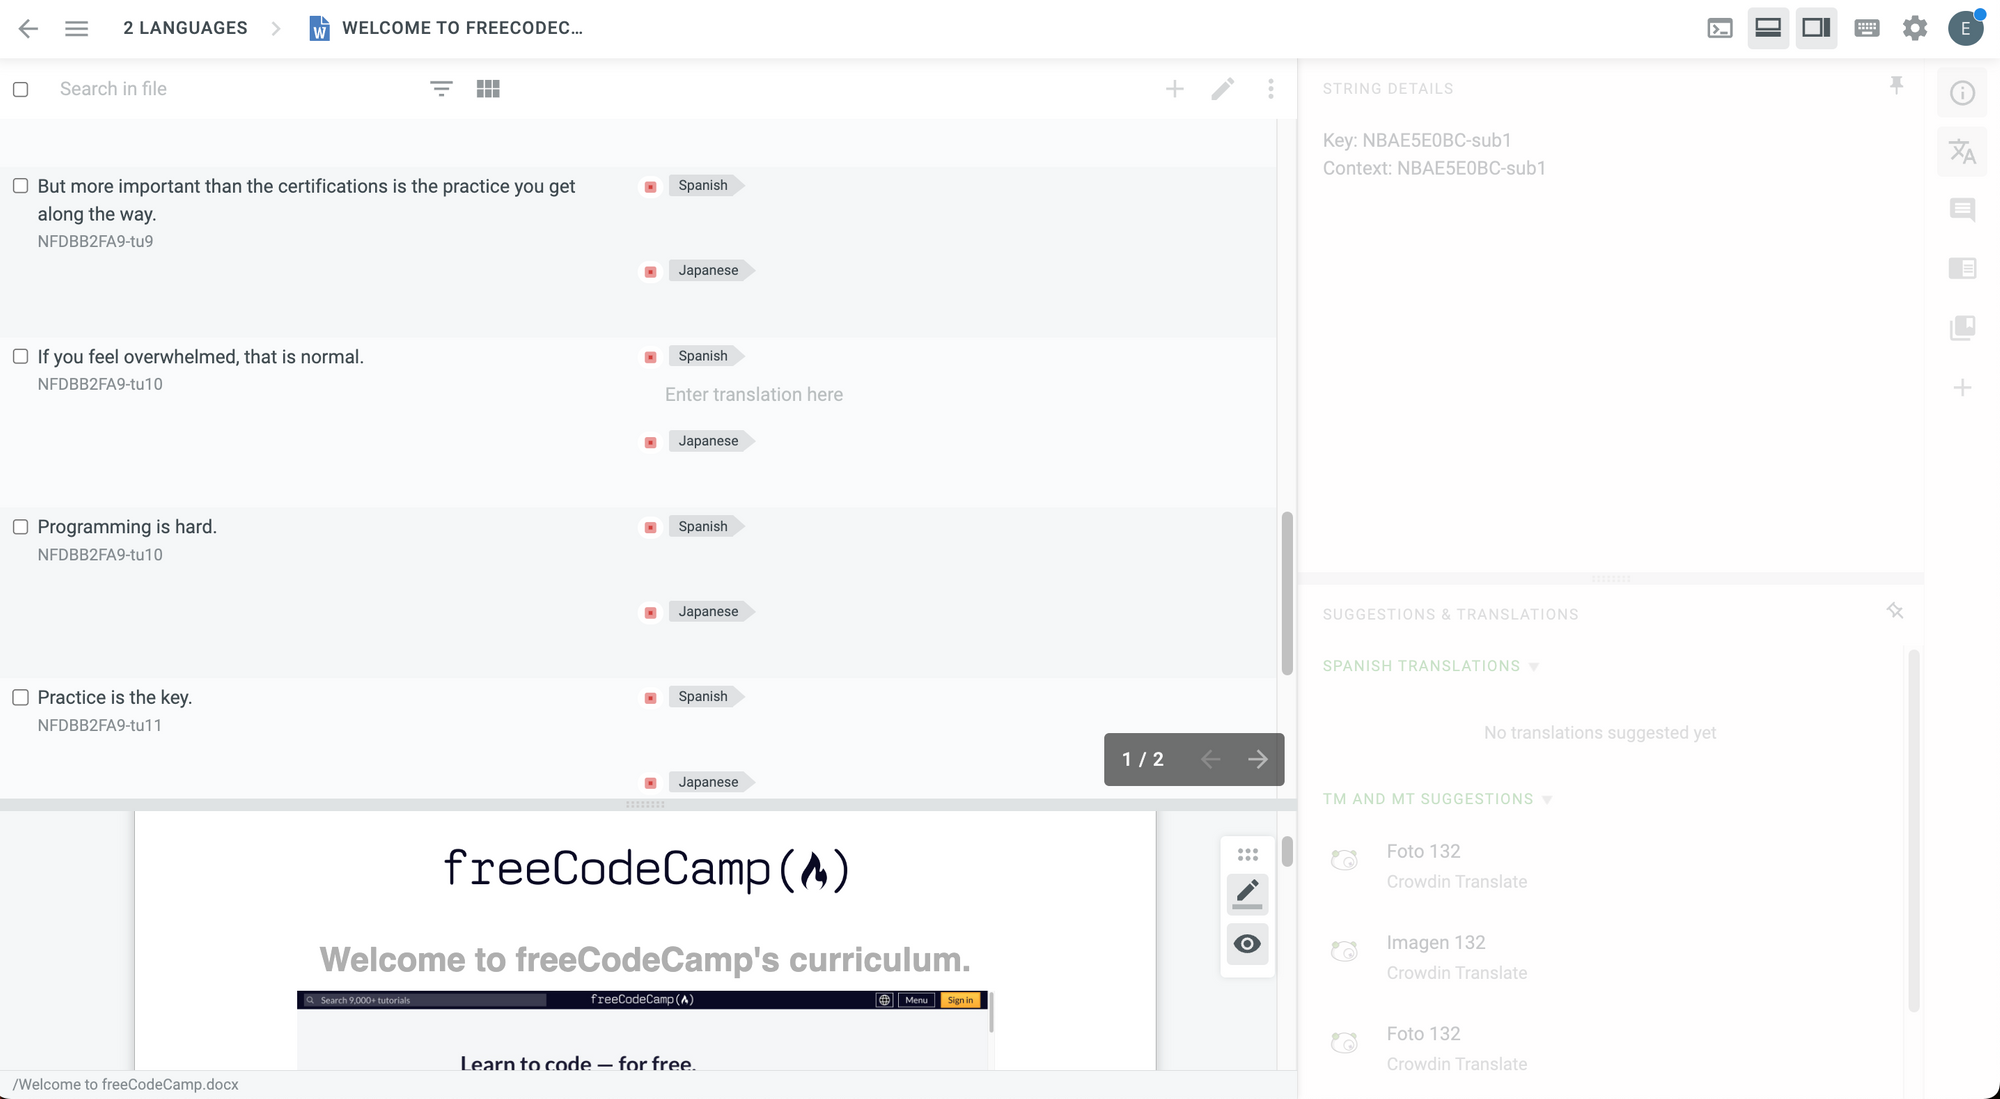 2 LANGUAGES
WELCOME TO FREECODEC...
E
Search in file
But more important than the certifications is the practice you get
along the way.
NFDBB2FA9-tu9
Spanish
Japanese
If you feel overwhelmed, that is normal.
NFDBB2FA9-tu10
Spanish
Enter translation here
Japanese
Programming is hard.
NFDBB2FA9-tu10
Spanish
Japanese
Practice is the key.
NFDBB2FA9-tu11
Spanish
Japanese
1 / 2
freeCodeCamp
Welcome to freeCodeCamp's curriculum.
Search 9,000+ tutorials
freeCodeCamp
Menu
Sign in
Learn to code — for free.
/Welcome to freeCodeCamp.docx
STRING DETAILS
Key: NBAE5E0BC-sub1
Context: NBAE5E0BC-sub1
SUGGESTIONS & TRANSLATIONS
SPANISH TRANSLATIONS
No translations suggested yet
TM AND MT SUGGESTIONS
Foto 132
Crowdin Translate
Imagen 132
Crowdin Translate
Foto 132
Crowdin Translate